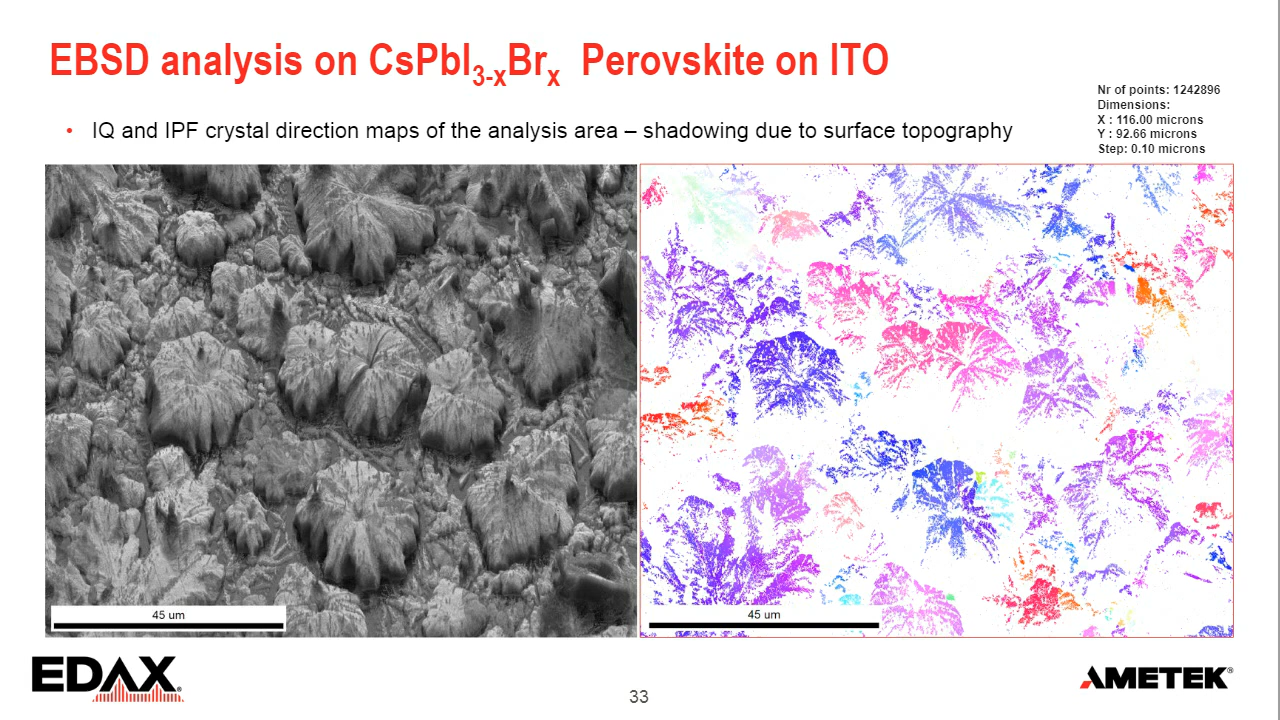 EBSD analysis on CsPbI3-xBrx Perovskite on ITO
Nr of points: 1242896
Dimensions:
X : 116.00 microns
Y : 92.66 microns
Step: 0.10 microns
• IQ and IPF crystal direction maps of the analysis area – shadowing due to surface topography
45 um
45 um
EDAX®
33
AMETEK®